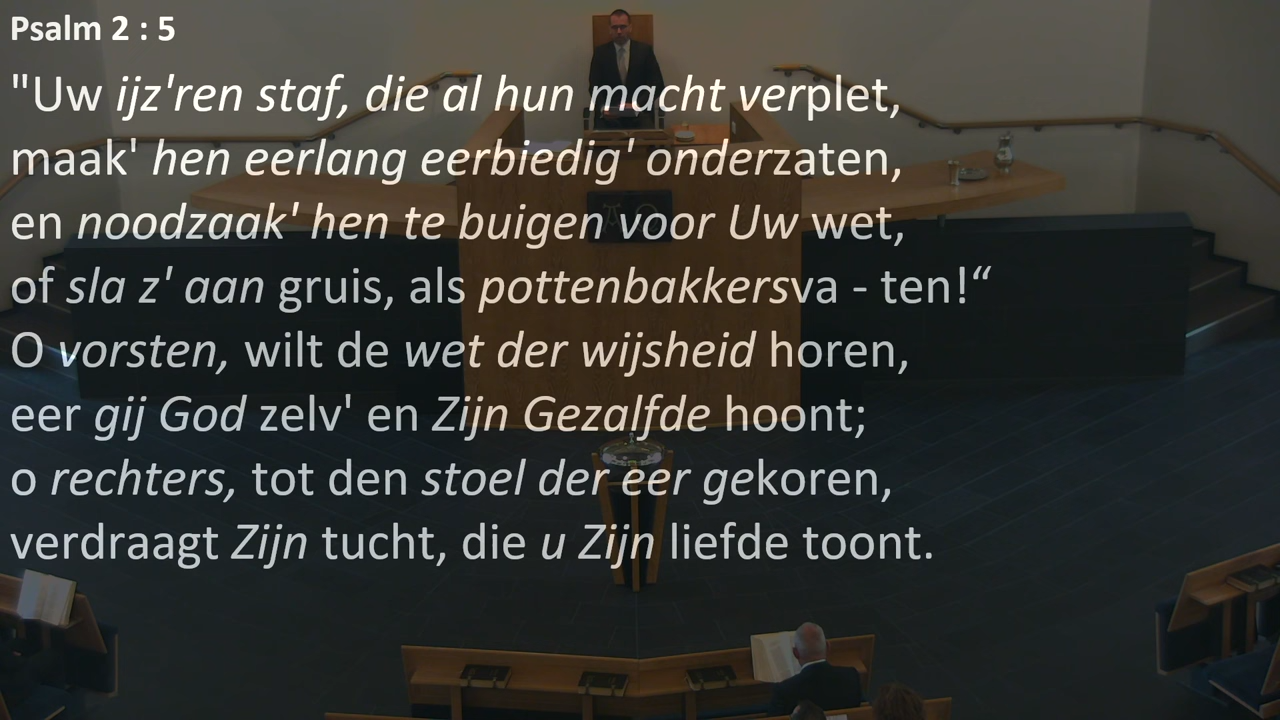 Psalm 2 : 5
"Uw ijz'ren staf, die al hun macht verplet,
maak' hen eerlang eerbiedig' onderzaten,
en noodzaak' hen te buigen voor Uw wet,
of sla z' aan gruis, als pottenbakkersva - ten!“
O vorsten, wilt de wet der wijsheid horen,
eer gij God zelv' en Zijn Gezalfde hoont;
o rechters, tot den stoel der eer gekoren,
verdraagt Zijn tucht, die u Zijn liefde toont.